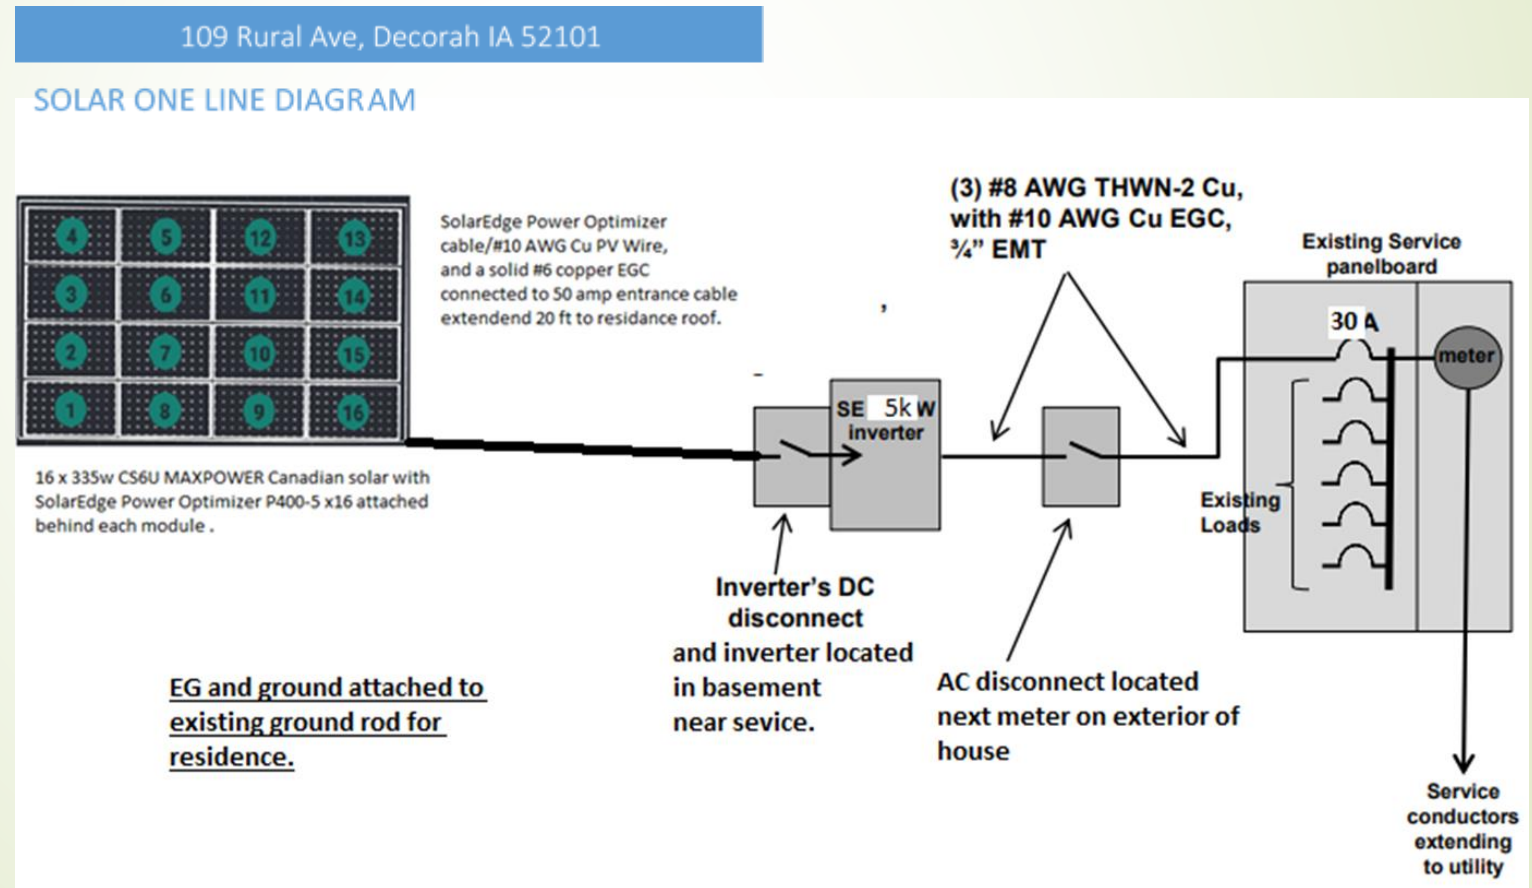 109 Rural Ave, Decorah IA 52101
SOLAR ONE LINE DIAGRAM
4 5 12 13
3 6 11 14
2 7 10 15
1 8 9 16
SolarEdge Power Optimizer
cable/#10 AWG Cu PV Wire,
and a solid #6 copper EGC
connected to 50 amp entrance cable
extendend 20 ft to residance roof.
16 x 335w CS6U MAXPOWER Canadian solar with
SolarEdge Power Optimizer P400-5 x16 attached
behind each module .
EG and ground attached to
existing ground rod for
residence.
SE 5k W
inverter
Inverter's DC
disconnect
and inverter located
in basement
near sevice.
(3) #8 AWG THWN-2 Cu,
with #10 AWG Cu EGC,
¾” EMT
,
AC disconnect located
next meter on exterior of
house
Existing Service
panelboard
30 A
meter
Existing
Loads
Service
conductors
extending
to utility